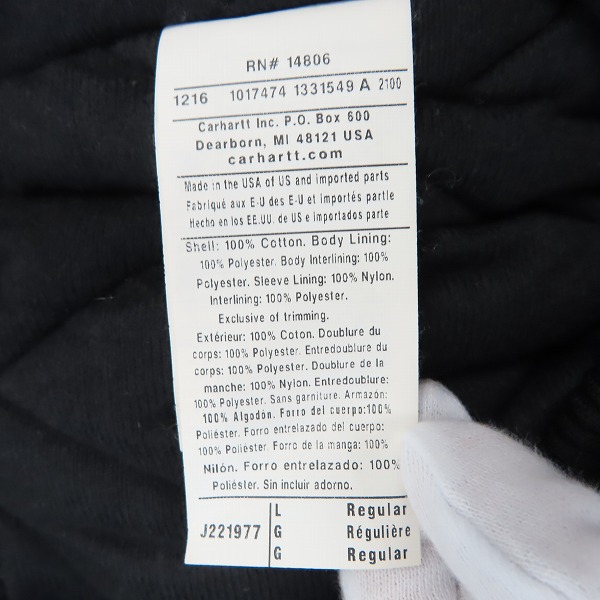 RN# 14806
1216 1017474 1331549 A 2100
Carhartt Inc. P.O. Box 600
Dearborn, MI 48121 USA
carhartt.com
Made in the USA of US and imported parts
Fabriqué aux E-U des E-U et importés partle
Hecho en los EE.UU. de US e importados parte
Shell: 100% Cotton. Body Lining:
100% Polyester. Body Interlining: 100%
Polyester. Sleeve Lining: 100% Nylon.
Interlining: 100% Polyester.
Exclusive of trimming.
Extérieur: 100% Coton. Doublure du
corps: 100% Polyester. Entredoublure du
corps: 100% Polyester. Doublure de la
manche: 100% Nylon. Entredoublure:
100% Polyester. Sans garniture. Armazón:
100% Algodón. Forro del cuerpo:100%
Poliéster. Forro entrelazado del cuerpo:
100% Poliéster. Forro de la manga: 100%
Nilón. Forro entrelazado: 100%
Poliéster. Sin incluir adorno.
L Regular
J221977 G Régulière
G Regular